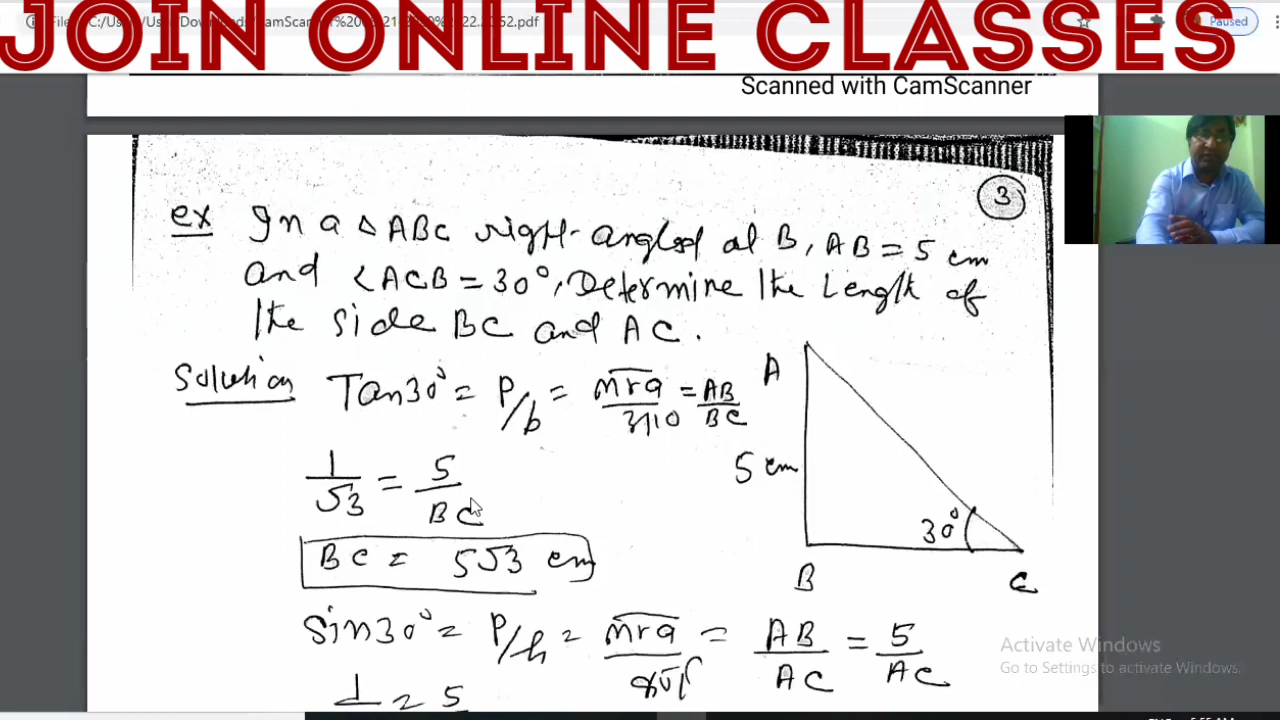 JOIN ONLINE CLASSES
Paused
Scanned with CamScanner
3
ex In a Δ ABC right-angled at B, AB = 5 cm
and ∠ACB = 30°, Determine the Length of
the side BC and AC.
Solution Tan30° = P/b = = AB/BC
1/√3 = 5/BC
BC = 5√3 cm
Sin30° = P/h = = AB/AC = 5/AC
1 = 5
A
5 cm
30°
B C
Activate Windows
Go to Settings to activate Windows.